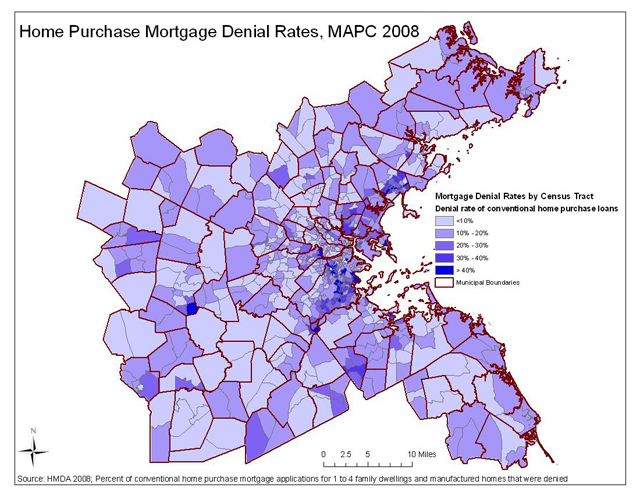 Home Purchase Mortgage Denial Rates, MAPC 2008
Mortgage Denial Rates by Census Tract
Denial rate of conventional home purchase loans
<10%
10% - 20%
20% - 30%
30% - 40%
> 40%
Municipal Boundaries
N
0 2.5 5 10 Miles
Source: HMDA 2008; Percent of conventional home purchase mortgage applications for 1 to 4 family dwellings and manufactured homes that were denied